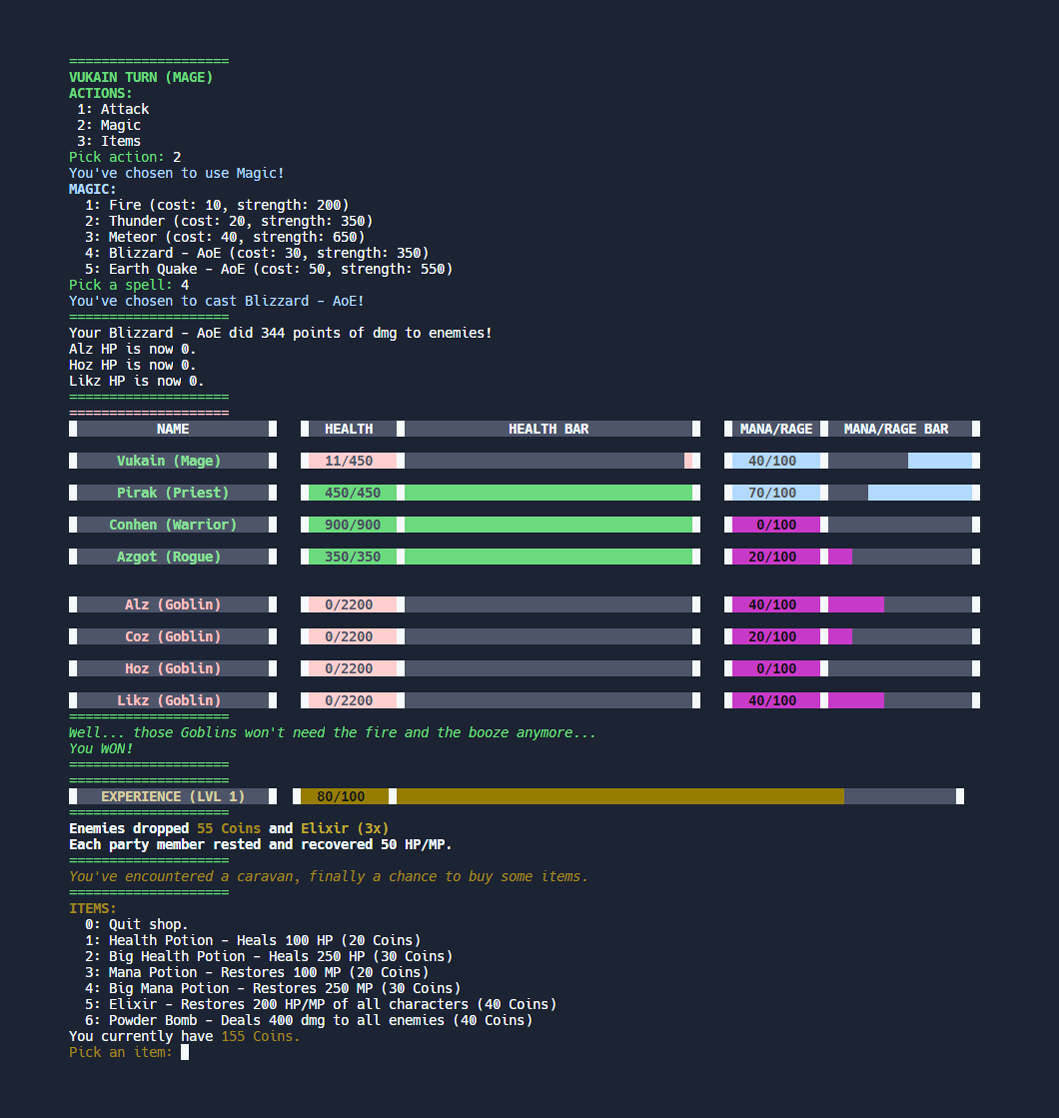 ====================
VUKAIN TURN (MAGE)
ACTIONS:
1: Attack
2: Magic
3: Items
Pick action: 2
You've chosen to use Magic!
MAGIC:
1: Fire (cost: 10, strength: 200)
2: Thunder (cost: 20, strength: 350)
3: Meteor (cost: 40, strength: 650)
4: Blizzard - AoE (cost: 30, strength: 350)
5: Earth Quake - AoE (cost: 50, strength: 550)
Pick a spell: 4
You've chosen to cast Blizzard - AoE!
====================
Your Blizzard - AoE did 344 points of dmg to enemies!
Alz HP is now 0.
Hoz HP is now 0.
Likz HP is now 0.
====================
====================
NAME HEALTH HEALTH BAR MANA/RAGE MANA/RAGE BAR
Vukain (Mage) 11/450 40/100
Pirak (Priest) 450/450 70/100
Conhen (Warrior) 900/900 0/100
Azgot (Rogue) 350/350 20/100
Alz (Goblin) 0/2200 40/100
Coz (Goblin) 0/2200 20/100
Hoz (Goblin) 0/2200 0/100
Likz (Goblin) 0/2200 40/100
====================
Well... those Goblins won't need the fire and the booze anymore...
You WON!
====================
====================
EXPERIENCE (LVL 1) 80/100
====================
Enemies dropped 55 Coins and Elixir (3x)
Each party member rested and recovered 50 HP/MP.
====================
You've encountered a caravan, finally a chance to buy some items.
====================
ITEMS:
0: Quit shop.
1: Health Potion - Heals 100 HP (20 Coins)
2: Big Health Potion - Heals 250 HP (30 Coins)
3: Mana Potion - Restores 100 MP (20 Coins)
4: Big Mana Potion - Restores 250 MP (30 Coins)
5: Elixir - Restores 200 HP/MP of all characters (40 Coins)
6: Powder Bomb - Deals 400 dmg to all enemies (40 Coins)
You currently have 155 Coins.
Pick an item: